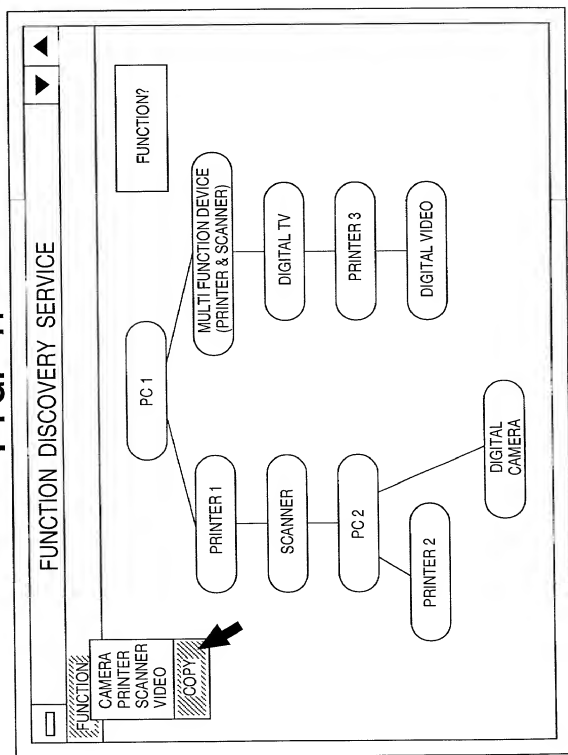 FUNCTION DISCOVERY SERVICE
FUNCTION
CAMERA
PRINTER
SCANNER
VIDEO
COPY
FUNCTION?
PC 1
PRINTER 1
SCANNER
PC 2
PRINTER 2
DIGITAL
CAMERA
MULTI FUNCTION DEVICE
(PRINTER & SCANNER)
DIGITAL TV
PRINTER 3
DIGITAL VIDEO